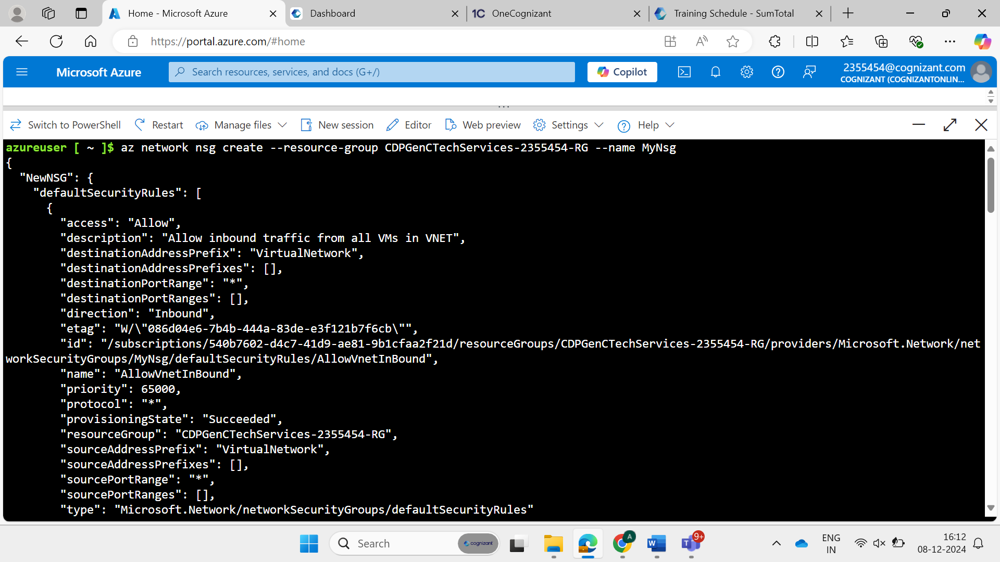 Home - Microsoft Azure
Dashboard
1C OneCognizant
Training Schedule - SumTotal
https://portal.azure.com/#home
Microsoft Azure
Search resources, services, and docs (G+/)
Copilot
2355454@cognizant.com
COGNIZANT (COGNIZANTONLIN...
Switch to PowerShell
Restart
Manage files
New session
Editor
Web preview
Settings
Help
azureuser [ ~ ]$ az network nsg create --resource-group CDPGenCTechServices-2355454-RG --name MyNsg
{
"NewNSG": {
"defaultSecurityRules": [
{
"access": "Allow",
"description": "Allow inbound traffic from all VMs in VNET",
"destinationAddressPrefix": "VirtualNetwork",
"destinationAddressPrefixes": [],
"destinationPortRange": "*",
"destinationPortRanges": [],
"direction": "Inbound",
"etag": "W/\"086d04e6-7b4b-444a-83de-e3f121b7f6cb\"",
"id": "/subscriptions/540b7602-d4c7-41d9-ae81-9b1cfaa2f21d/resourceGroups/CDPGenCTechServices-2355454-RG/providers/Microsoft.Network/net
workSecurityGroups/MyNsg/defaultSecurityRules/AllowVnetInBound",
"name": "AllowVnetInBound",
"priority": 65000,
"protocol": "*",
"provisioningState": "Succeeded",
"resourceGroup": "CDPGenCTechServices-2355454-RG",
"sourceAddressPrefix": "VirtualNetwork",
"sourceAddressPrefixes": [],
"sourcePortRange": "*",
"sourcePortRanges": [],
"type": "Microsoft.Network/networkSecurityGroups/defaultSecurityRules"
Search
cognizant
A
W
T
9+
ENG
IN
16:12
08-12-2024